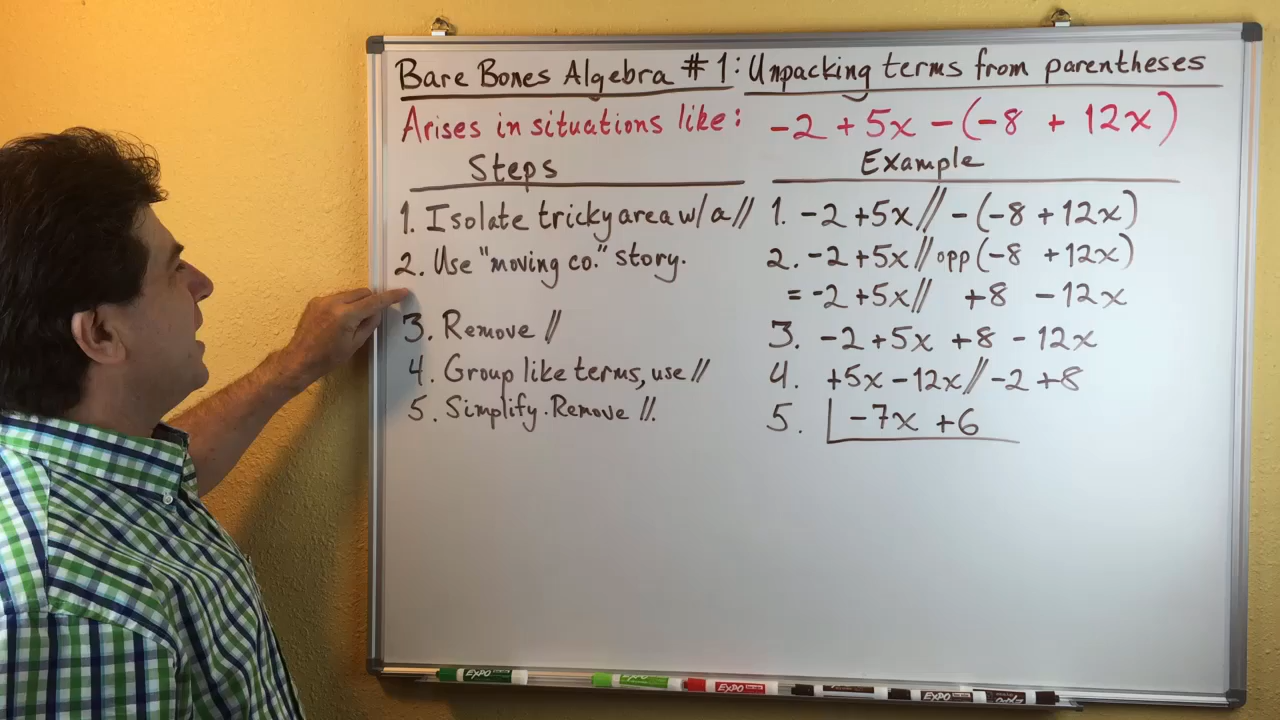 Bare Bones Algebra #1: Unpacking terms from parentheses
Arises in situations like: -2 + 5x - (-8 + 12x)
Steps
1. Isolate tricky area w/ a //
2. Use "moving co." story.
3. Remove //
4. Group like terms, use //
5. Simplify. Remove //.
Example
1. -2 + 5x // - (-8 + 12x)
2. -2 + 5x // opp (-8 + 12x)
= -2 + 5x // +8 - 12x
3. -2 + 5x + 8 - 12x
4. +5x - 12x // -2 + 8
5. -7x + 6
EXPO
EXPO
EXPO